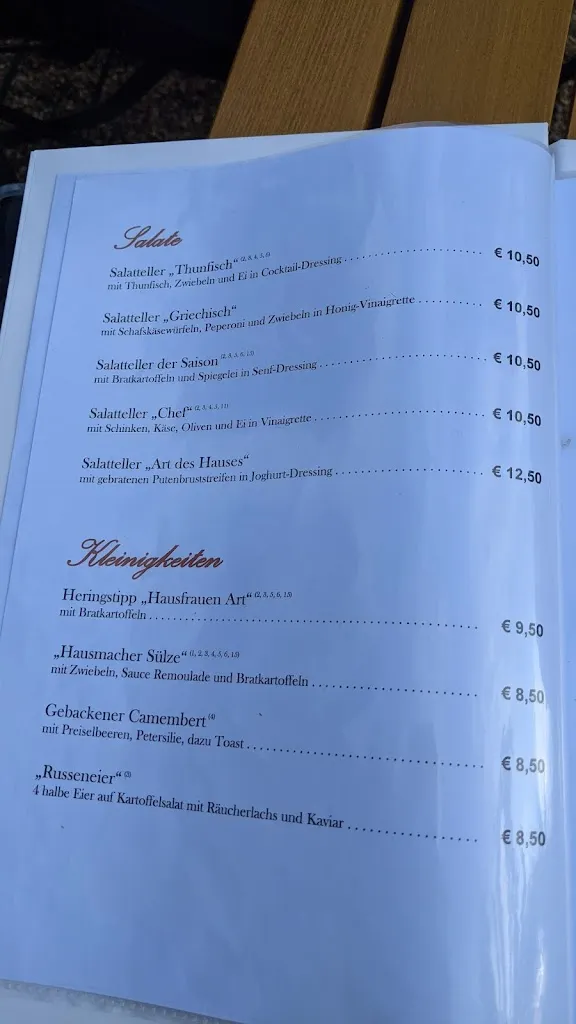 Salate
Salatteller „Thunfisch“
mit Thunfisch, Zwiebeln und Ei in Cocktail-Dressing € 10,50
Salatteller „Griechisch“
mit Schafskäsewürfeln, Peperoni und Zwiebeln in Honig-Vinaigrette € 10,50
Salatteller der Saison
mit Bratkartoffeln und Spiegelei in Senf-Dressing € 10,50
Salatteller „Chef“
mit Schinken, Käse, Oliven und Ei in Vinaigrette € 10,50
Salatteller „Art des Hauses“
mit gebratenen Putenbruststreifen in Joghurt-Dressing € 12,50
Kleinigkeiten
Heringstipp „Hausfrauen Art“
mit Bratkartoffeln € 9,50
„Hausmacher Sülze“
mit Zwiebeln, Sauce Remoulade und Bratkartoffeln € 8,50
Gebackener Camembert (4)
mit Preiselbeeren, Petersilie, dazu Toast € 8,50
„Russeneier“
4 halbe Eier auf Kartoffelsalat mit Räucherlachs und Kaviar € 8,50